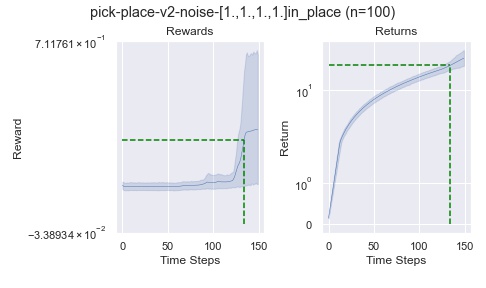 pick-place-v2-noise-[1.,1.,1.,1.]in_place (n=100)
Rewards
Returns
7.11761 × 10⁻¹
−3.38934 × 10⁻²
Reward
0
50
100
150
Time Steps
10¹
10⁰
0
Return
0
50
100
150
Time Steps